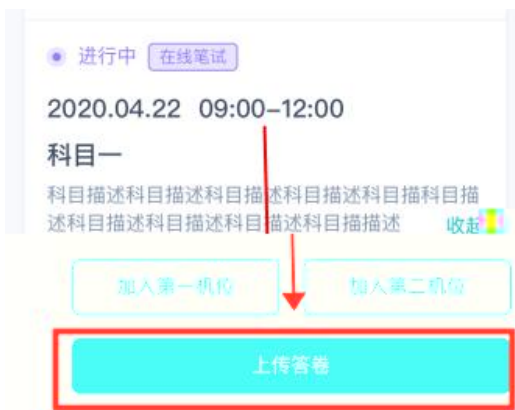 进行中 在线笔试
2020.04.22 09:00-12:00
科目一
科目描述科目描述科目描述科目描述科目描科目描
述科目描述科目描述科目描述科目描描述 收起
加入第一机位 加入第二机位
上传答卷